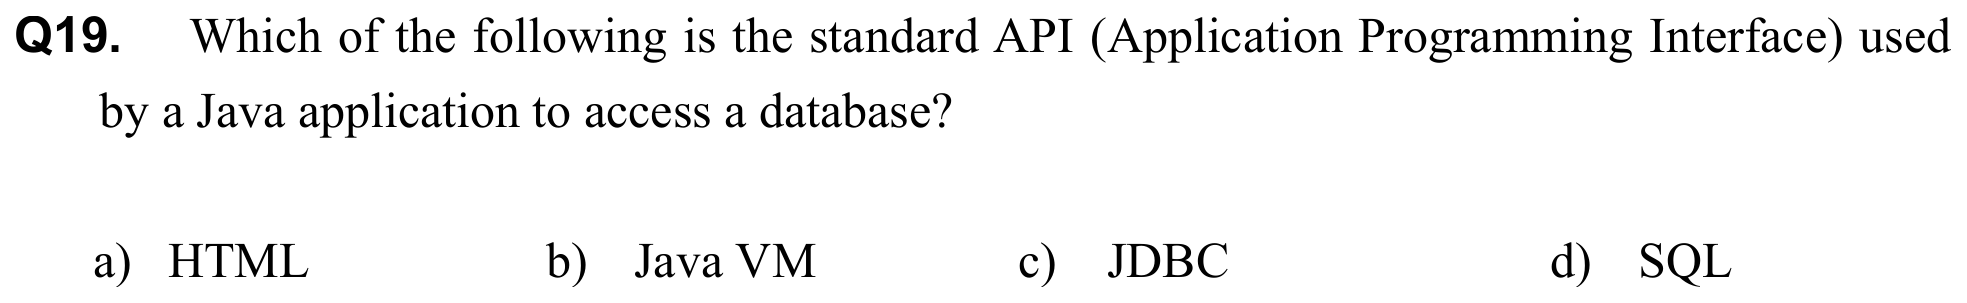 Q19. Which of the following is the standard API (Application Programming Interface) used
by a Java application to access a database?
a) HTML b) Java VM c) JDBC d) SQL